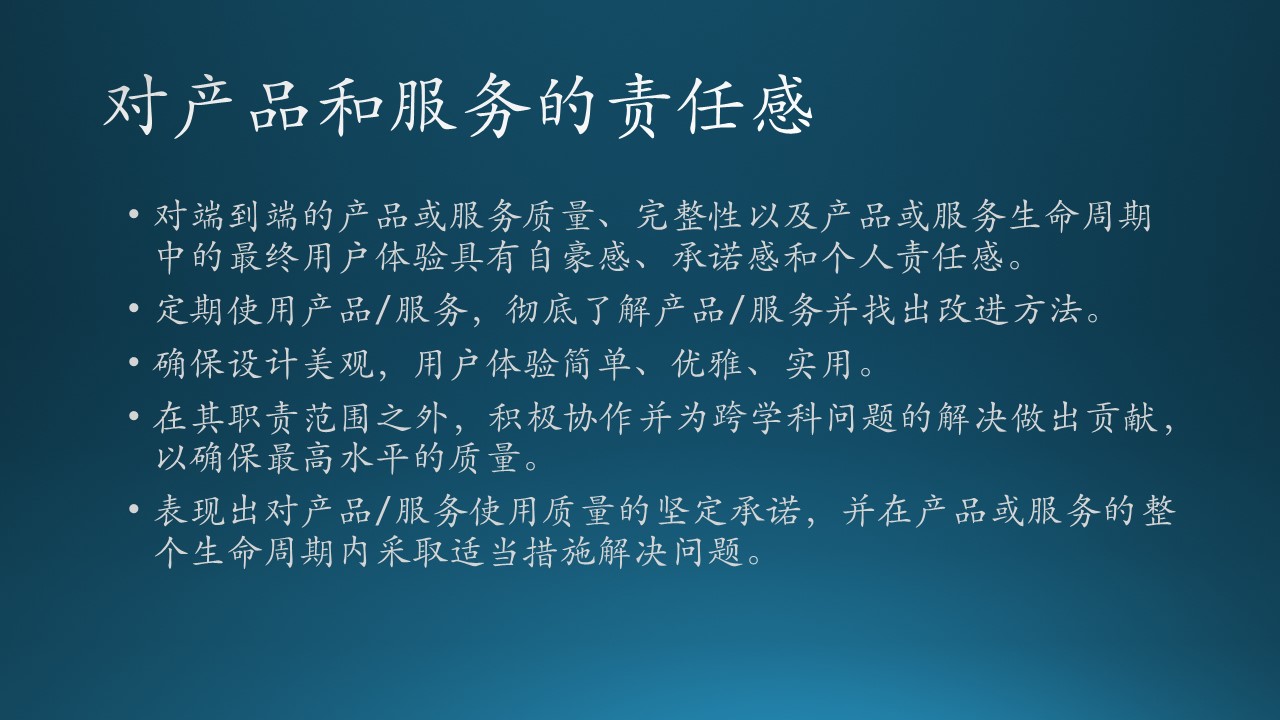 对产品和服务的责任感
• 对端到端的产品或服务质量、完整性以及产品或服务生命周期
中的最终用户体验具有自豪感、承诺感和个人责任感。
• 定期使用产品/服务，彻底了解产品/服务并找出改进方法。
• 确保设计美观，用户体验简单、优雅、实用。
• 在其职责范围之外，积极协作并为跨学科问题的解决做出贡献，
以确保最高水平的质量。
• 表现出对产品/服务使用质量的坚定承诺，并在产品或服务的整
个生命周期内采取适当措施解决问题。